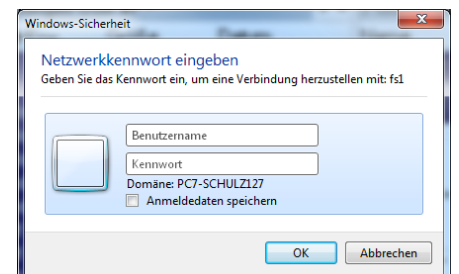 Windows-Sicherheit
Netzwerkkennwort eingeben
Geben Sie das Kennwort ein, um eine Verbindung herzustellen mit: fs1
Benutzername
Kennwort
Domäne: PC7-SCHULZ127
Anmeldedaten speichern
OK
Abbrechen